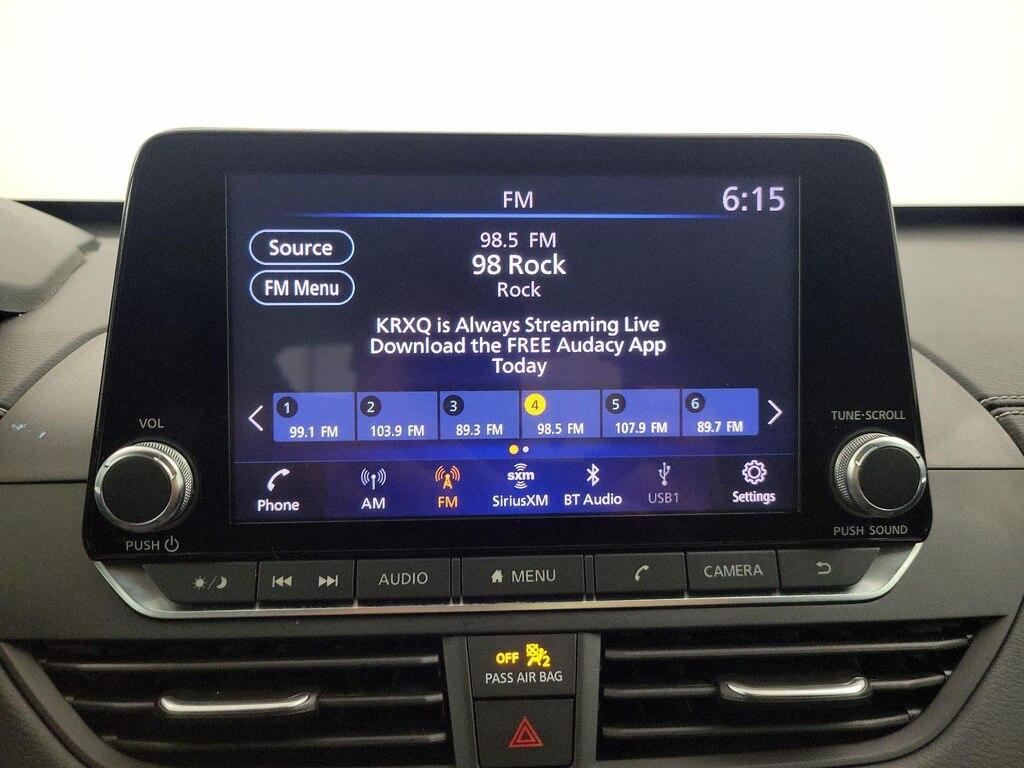 FM
6:15
Source
FM Menu
98.5 FM
98 Rock
Rock
KRXQ is Always Streaming Live
Download the FREE Audacy App
Today
1
2
3
4
5
6
99.1 FM
103.9 FM
89.3 FM
98.5 FM
107.9 FM
89.7 FM
Phone
AM
FM
sxm
SiriusXM
BT Audio
USB1
Settings
VOL
PUSH
TUNE·SCROLL
PUSH SOUND
AUDIO
MENU
CAMERA
OFF
2
PASS AIR BAG